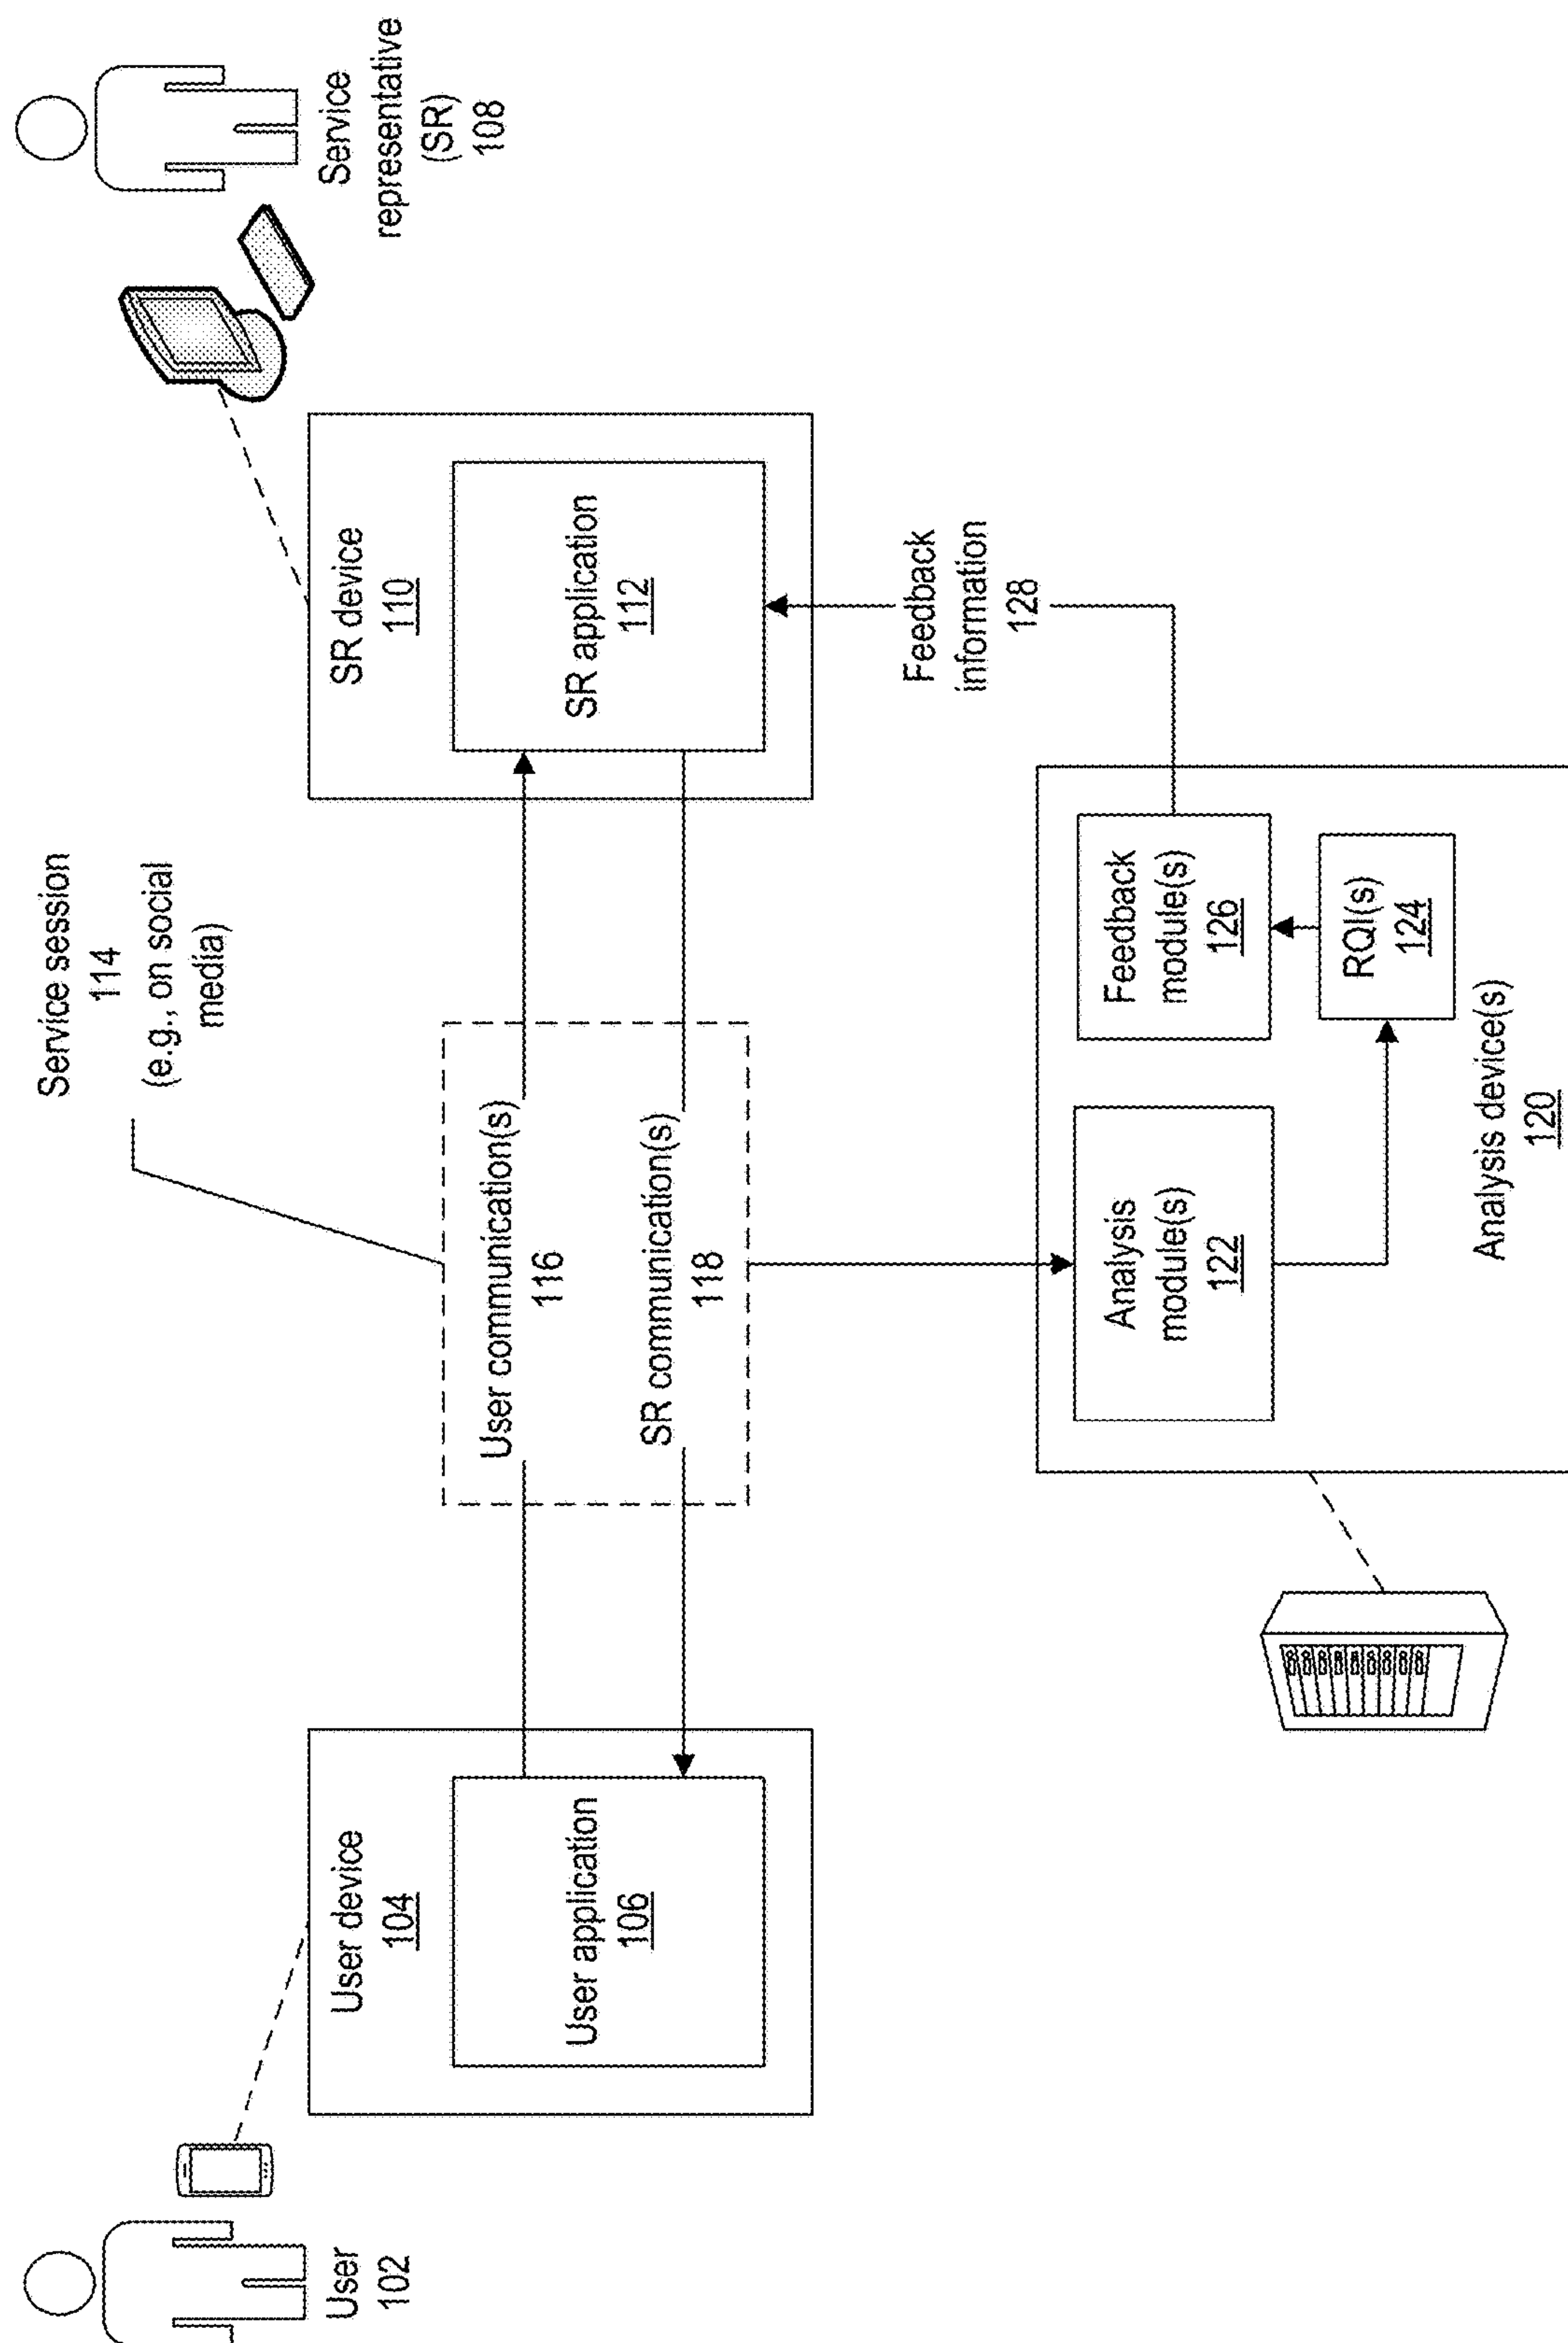 Service session
114
(e.g., on social
media)
User
102
User device
104
User application
106
User communication(s)
116
SR communication(s)
118
SR device
110
SR application
112
Service
representative
(SR)
108
Feedback
information
128
Analysis
module(s)
122
Feedback
module(s)
126
RQI(s)
124
Analysis device(s)
120